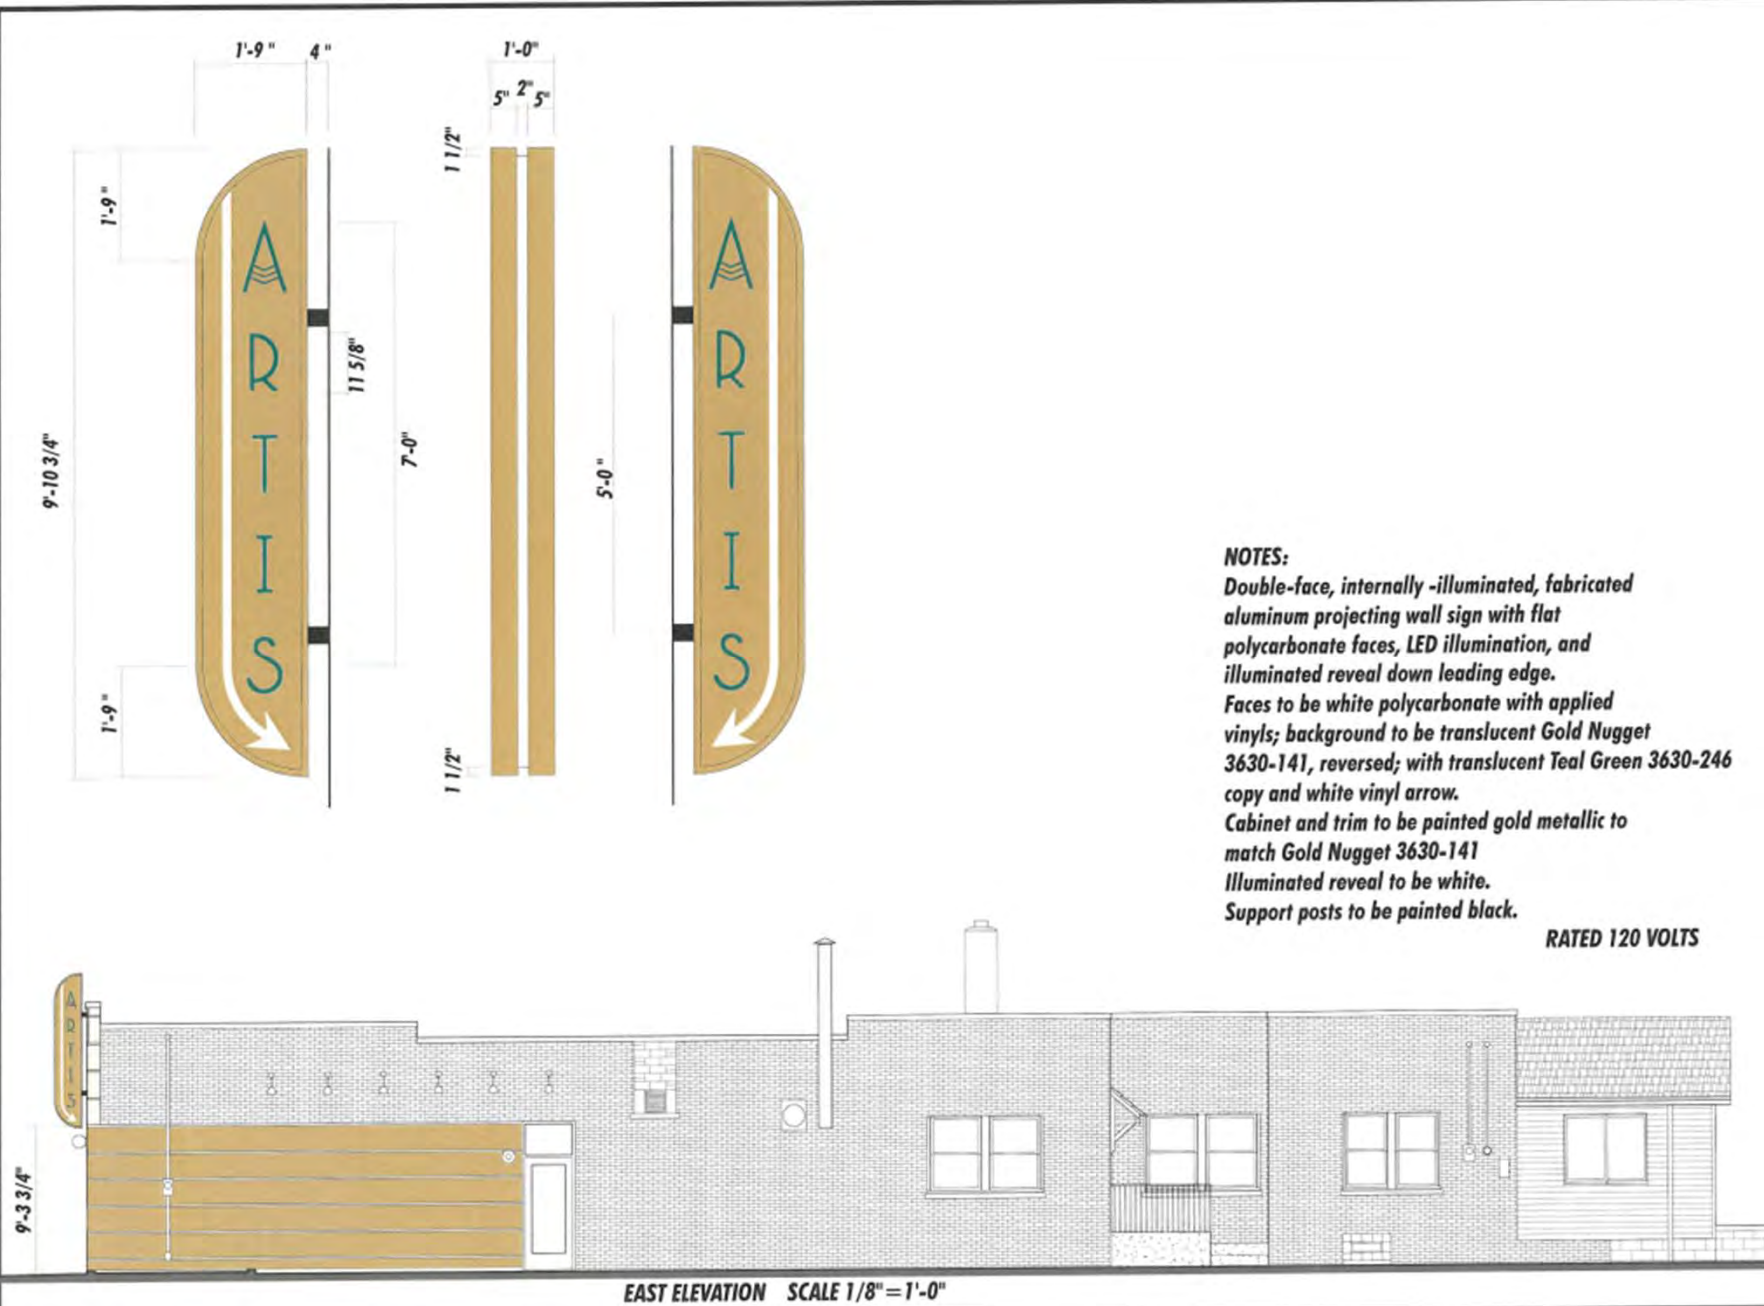 1'-9 "
4 "
1'-0"
5"
2"
5"
1 1/2"
1'-9 "
11 5/8"
9'-10 3/4"
7'-0"
5'-0 "
1'-9 "
1 1/2"
A
R
T
I
S
A
R
T
I
S
NOTES:
Double-face, internally -illuminated, fabricated
aluminum projecting wall sign with flat
polycarbonate faces, LED illumination, and
illuminated reveal down leading edge.
Faces to be white polycarbonate with applied
vinyls; background to be translucent Gold Nugget
3630-141, reversed; with translucent Teal Green 3630-246
copy and white vinyl arrow.
Cabinet and trim to be painted gold metallic to
match Gold Nugget 3630-141
Illuminated reveal to be white.
Support posts to be painted black.
RATED 120 VOLTS
A
R
T
I
S
9'-3 3/4"
EAST ELEVATION SCALE 1/8"=1'-0"